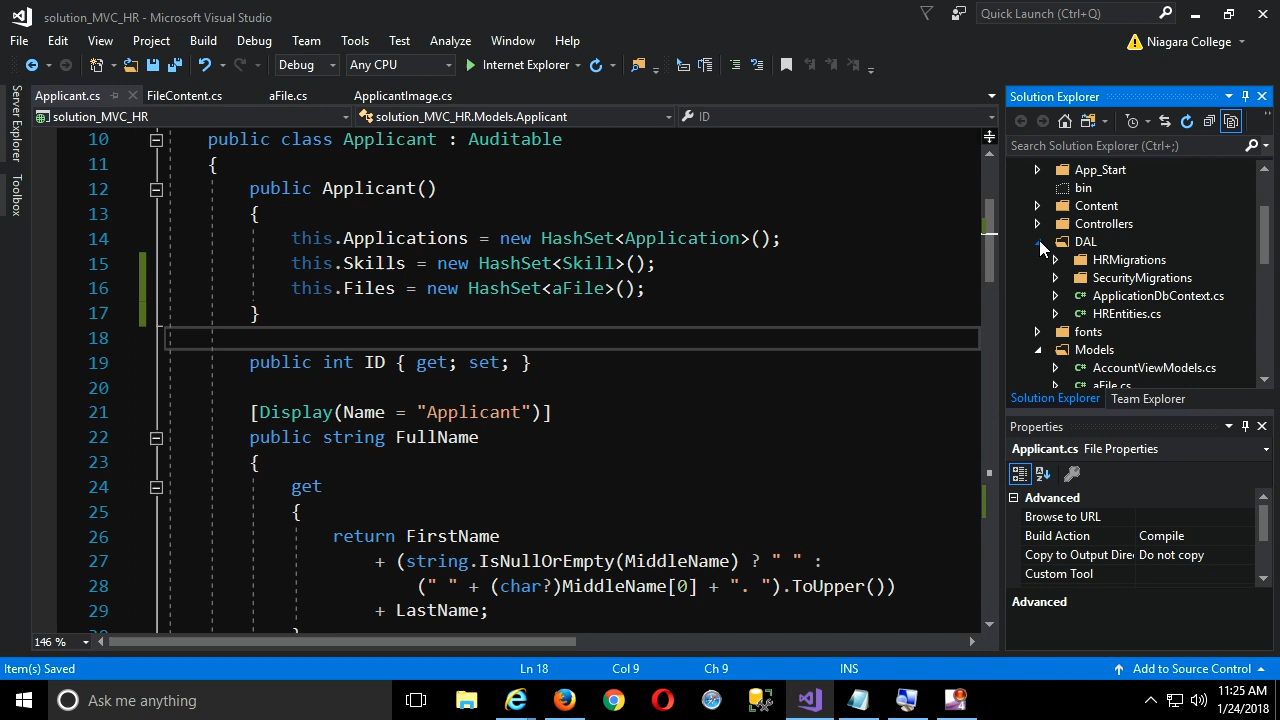 solution_MVC_HR - Microsoft Visual Studio
Quick Launch (Ctrl+Q)
File Edit View Project Build Debug Team Tools Test Analyze Window Help
Niagara College
Debug Any CPU Internet Explorer
Server Explorer
Toolbox
Applicant.cs FileContent.cs aFile.cs ApplicantImage.cs
solution_MVC_HR solution_MVC_HR.Models.Applicant ID
10 public class Applicant : Auditable
11 {
12 public Applicant()
13 {
14 this.Applications = new HashSet<Application>();
15 this.Skills = new HashSet<Skill>();
16 this.Files = new HashSet<aFile>();
17 }
18
19 public int ID { get; set; }
20
21 [Display(Name = "Applicant")]
22 public string FullName
23 {
24 get
25 {
26 return FirstName
27 + (string.IsNullOrEmpty(MiddleName) ? " " :
28 (" " + (char?)MiddleName[0] + ". ").ToUpper())
29 + LastName;
30 }
146 %
Solution Explorer
Search Solution Explorer (Ctrl+;)
App_Start
bin
Content
Controllers
DAL
HRMigrations
SecurityMigrations
ApplicationDbContext.cs
HREntities.cs
fonts
Models
AccountViewModels.cs
aFile.cs
Solution Explorer Team Explorer
Properties
Applicant.cs File Properties
Advanced
Browse to URL
Build Action Compile
Copy to Output Direc Do not copy
Custom Tool
Advanced
Item(s) Saved Ln 18 Col 9 Ch 9 INS Add to Source Control
Ask me anything
11:25 AM
1/24/2018